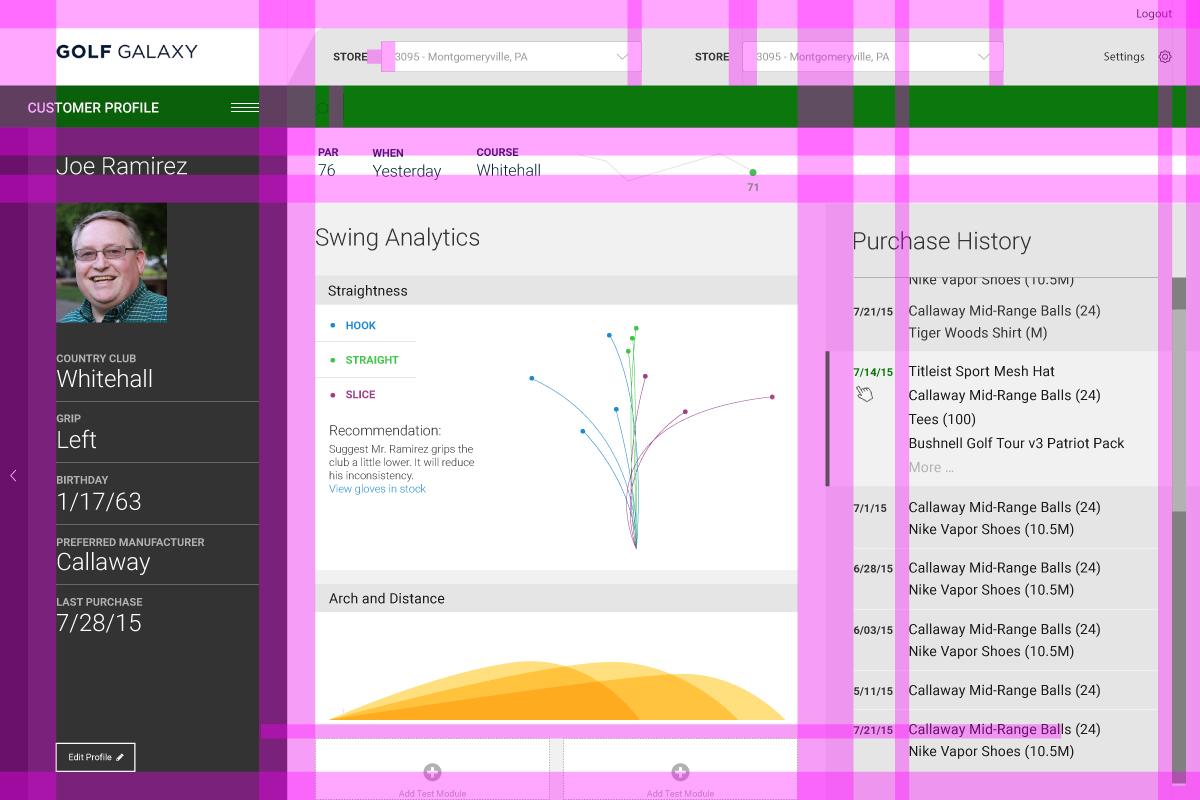 Logout
GOLF GALAXY
STORE
3095 - Montgomeryville, PA
STORE
3095 - Montgomeryville, PA
Settings
CUSTOMER PROFILE
Joe Ramirez
PAR
76
WHEN
Yesterday
COURSE
Whitehall
71
COUNTRY CLUB
Whitehall
GRIP
Left
BIRTHDAY
1/17/63
PREFERRED MANUFACTURER
Callaway
LAST PURCHASE
7/28/15
Edit Profile
Swing Analytics
Straightness
HOOK
STRAIGHT
SLICE
Recommendation:
Suggest Mr. Ramirez grips the
club a little lower. It will reduce
his inconsistency.
View gloves in stock
Arch and Distance
Add Test Module
Add Test Module
Purchase History
Nike Vapor Shoes (10.5M)
7/21/15 Callaway Mid-Range Balls (24)
Tiger Woods Shirt (M)
7/14/15 Titleist Sport Mesh Hat
Callaway Mid-Range Balls (24)
Tees (100)
Bushnell Golf Tour v3 Patriot Pack
More ...
7/1/15 Callaway Mid-Range Balls (24)
Nike Vapor Shoes (10.5M)
6/28/15 Callaway Mid-Range Balls (24)
Nike Vapor Shoes (10.5M)
6/03/15 Callaway Mid-Range Balls (24)
Nike Vapor Shoes (10.5M)
5/11/15 Callaway Mid-Range Balls (24)
7/21/15 Callaway Mid-Range Balls (24)
Nike Vapor Shoes (10.5M)